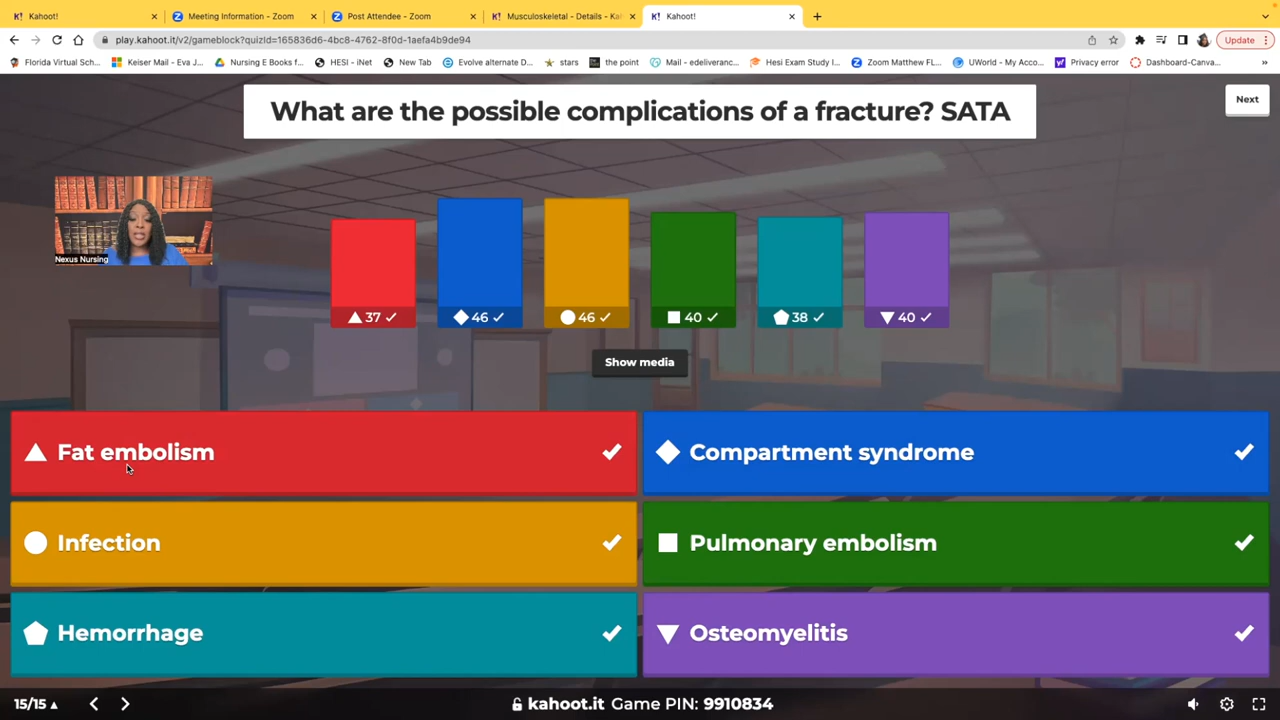 Kahoot!
Meeting Information - Zoom
Post Attendee - Zoom
Musculoskeletal - Details - Kah
Kahoot!
play.kahoot.it/v2/gameblock?quizId=165836d6-4bc8-4762-8f0d-1aefa4b9de94
Update
Florida Virtual Sch...
Keiser Mail - Eva J...
Nursing E Books f...
HESI - iNet
New Tab
Evolve alternate D...
stars
the point
Mail - edeliveranc...
Hesi Exam Study I...
Zoom Matthew FL...
UWorld - My Acco...
Privacy error
Dashboard-Canva...
»
What are the possible complications of a fracture? SATA
Next
Nexus Nursing
37
46
46
40
38
40
Show media
Fat embolism
Compartment syndrome
Infection
Pulmonary embolism
Hemorrhage
Osteomyelitis
15/15
kahoot.it Game PIN: 9910834